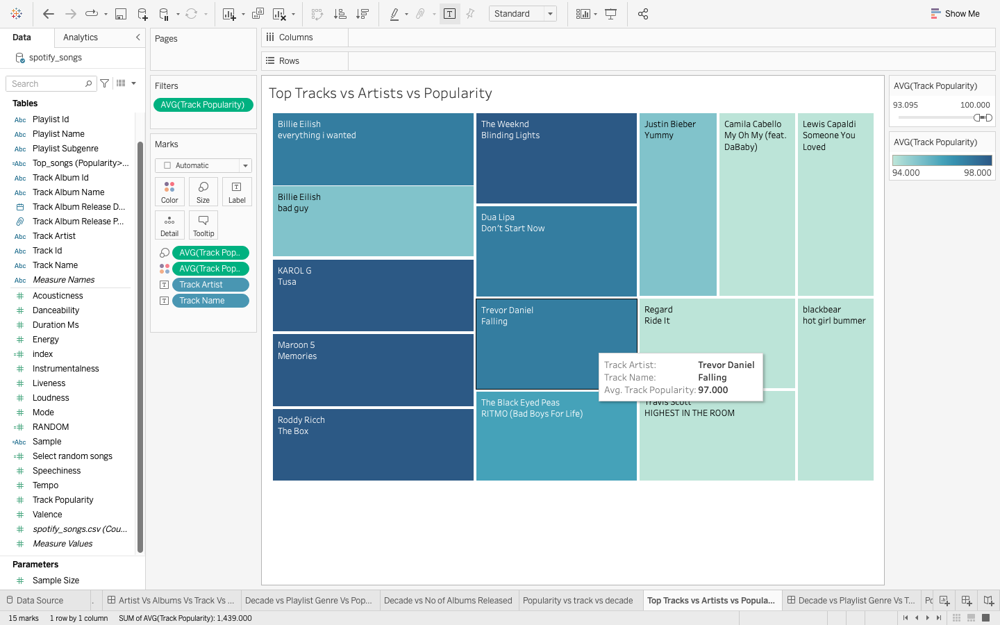 Standard
Show Me
Data
Analytics
spotify_songs
Search
Tables
Abc Playlist Id
Abc Playlist Name
Abc Playlist Subgenre
=Abc Top_songs (Popularity>...
Abc Track Album Id
Abc Track Album Name
Track Album Release D...
Track Album Release P...
Abc Track Artist
Abc Track Id
Abc Track Name
Abc Measure Names
Acousticness
Danceability
Duration Ms
Energy
index
Instrumentalness
Liveness
Loudness
Mode
RANDOM
=Abc Sample
Select random songs
Speechiness
Tempo
Track Popularity
Valence
spotify_songs.csv (Cou...
Measure Values
Parameters
Sample Size
Pages
Filters
AVG(Track Popularity)
Marks
Automatic
Color
Size
Label
Detail
Tooltip
AVG(Track Pop..
AVG(Track Pop..
Track Artist
Track Name
Columns
Rows
Top Tracks vs Artists vs Popularity
Billie Eilish
everything i wanted
Billie Eilish
bad guy
KAROL G
Tusa
Maroon 5
Memories
Roddy Ricch
The Box
The Weeknd
Blinding Lights
Dua Lipa
Don't Start Now
Trevor Daniel
Falling
The Black Eyed Peas
RITMO (Bad Boys For Life)
Justin Bieber
Yummy
Camila Cabello
My Oh My (feat.
DaBaby)
Lewis Capaldi
Someone You
Loved
Regard
Ride It
blackbear
hot girl bummer
Track Artist: Trevor Daniel
Track Name: Falling
Avg. Track Popularity: 97.000
Travis Scott
HIGHEST IN THE ROOM
AVG(Track Popularity)
93.095 100.000
AVG(Track Popularity)
94.000 98.000
Data Source
Artist Vs Albums Vs Track Vs ...
Decade vs Playlist Genre Vs Pop...
Decade vs No of Albums Released
Popularity vs track vs decade
Top Tracks vs Artists vs Popula...
Decade vs Playlist Genre Vs T...
15 marks
1 row by 1 column
SUM of AVG(Track Popularity): 1,439.000